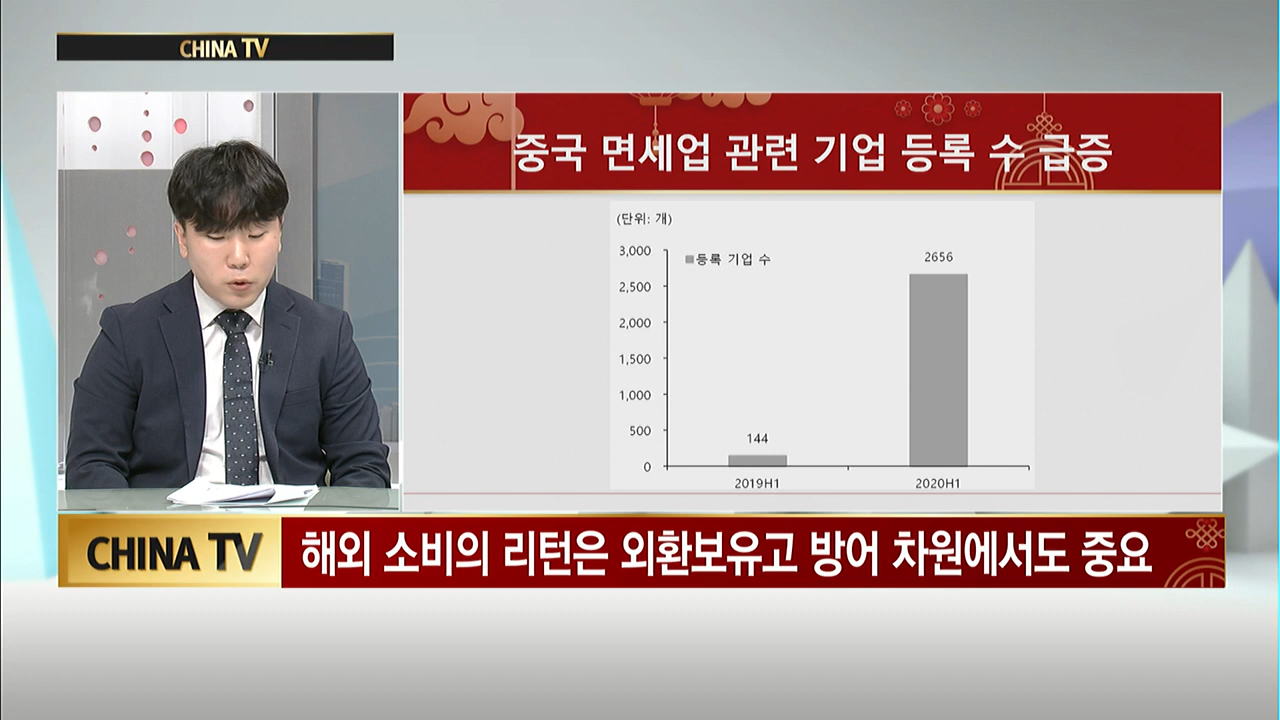 CHINA TV
중국 면세업 관련 기업 등록 수 급증
(단위: 개)
3,000
2,500
2,000
1,500
1,000
500
0
등록 기업 수
144
2656
2019H1
2020H1
CHINA TV
해외 소비의 리턴은 외환보유고 방어 차원에서도 중요